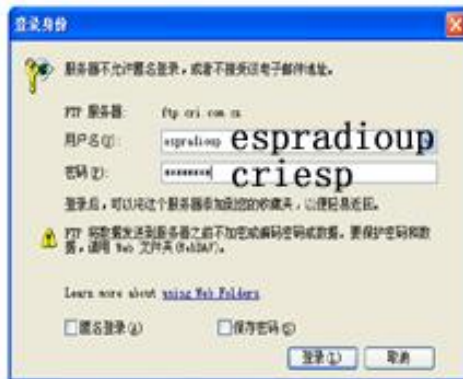 登录身份
服务器不允许匿名登录，或者不接受该电子邮件地址。
FTP 服务器: ftp cri.com.cn
用户名(U): espradioup espradioup
密码(P): ******** criesp
登录后，可以将这个服务器添加到您的收藏夹，以便轻易返回。
FTP 将数据发送到服务器之前不加密或编码密码或数据。要保护密码和数
据，请用 Web 文件夹(WebDAV)。
Learn more about using Web Folders
匿名登录(A) 保存密码(S)
登录(L) 取消